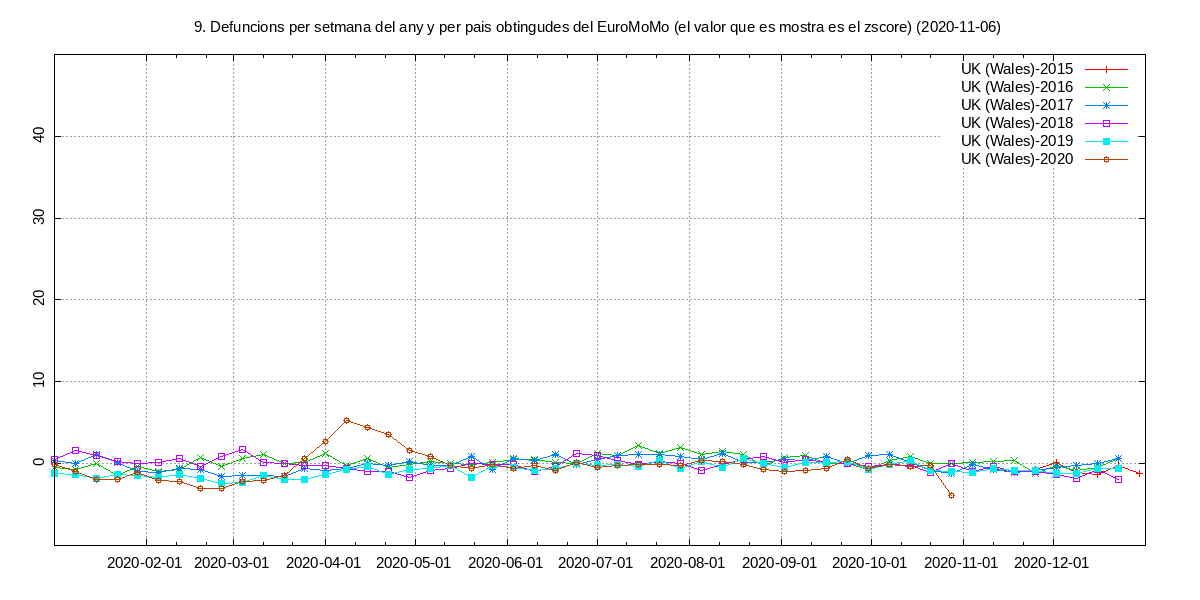 9. Defuncions per setmana del any y per pais obtingudes del EuroMoMo (el valor que es mostra es el zscore) (2020-11-06)
UK (Wales)-2015
UK (Wales)-2016
UK (Wales)-2017
UK (Wales)-2018
UK (Wales)-2019
UK (Wales)-2020
40
30
20
10
0
2020-02-01 2020-03-01 2020-04-01 2020-05-01 2020-06-01 2020-07-01 2020-08-01 2020-09-01 2020-10-01 2020-11-01 2020-12-01